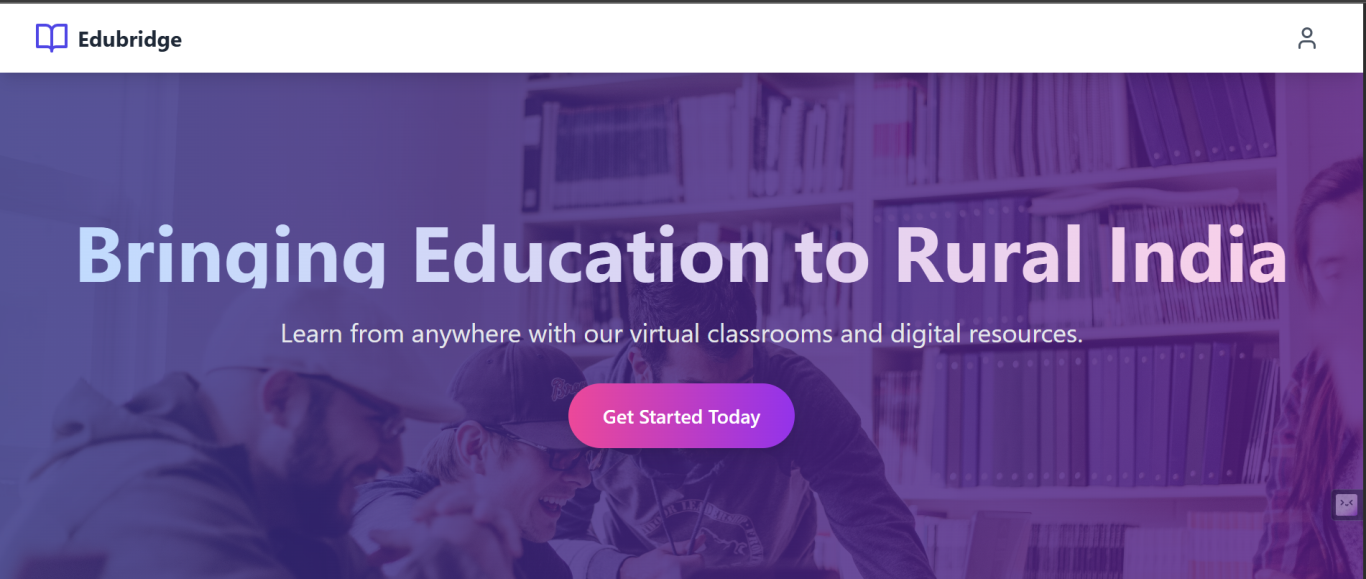 Edubridge
Bringing Education to Rural India
Learn from anywhere with our virtual classrooms and digital resources.
Get Started Today